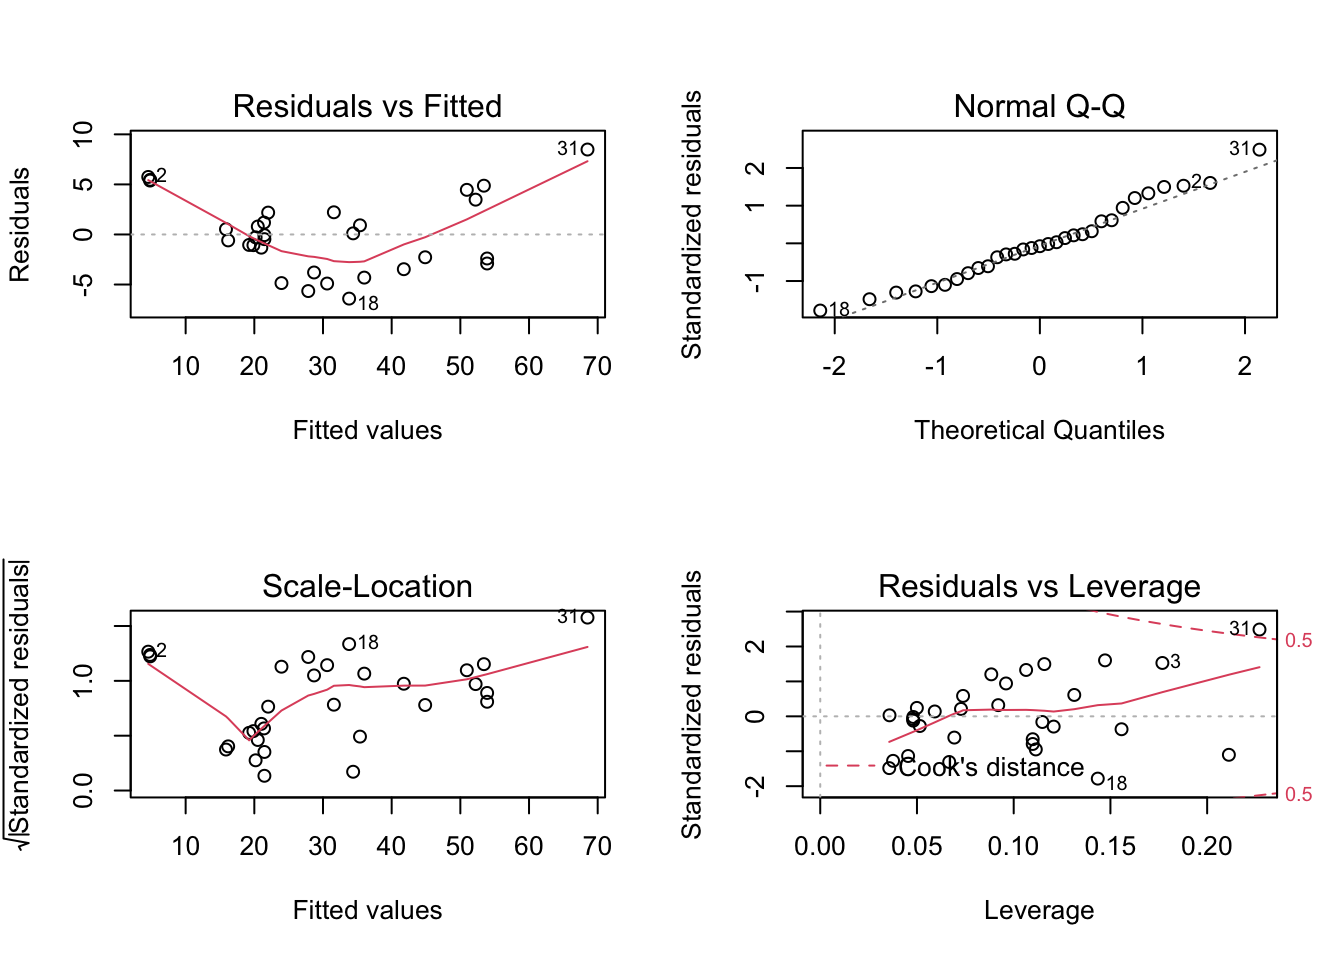 Residuals vs Fitted
Residuals
10
5
0
-5
31
2
18
10 20 30 40 50 60 70
Fitted values
Normal Q-Q
Standardized residuals
2
1
-1
31
2
18
-2 -1 0 1 2
Theoretical Quantiles
Scale-Location
√|Standardized residuals|
1.0
0.0
31
2
18
10 20 30 40 50 60 70
Fitted values
Residuals vs Leverage
Standardized residuals
2
0
-2
31
3
18
0.5
0.5
Cook's distance
0.00 0.05 0.10 0.15 0.20
Leverage